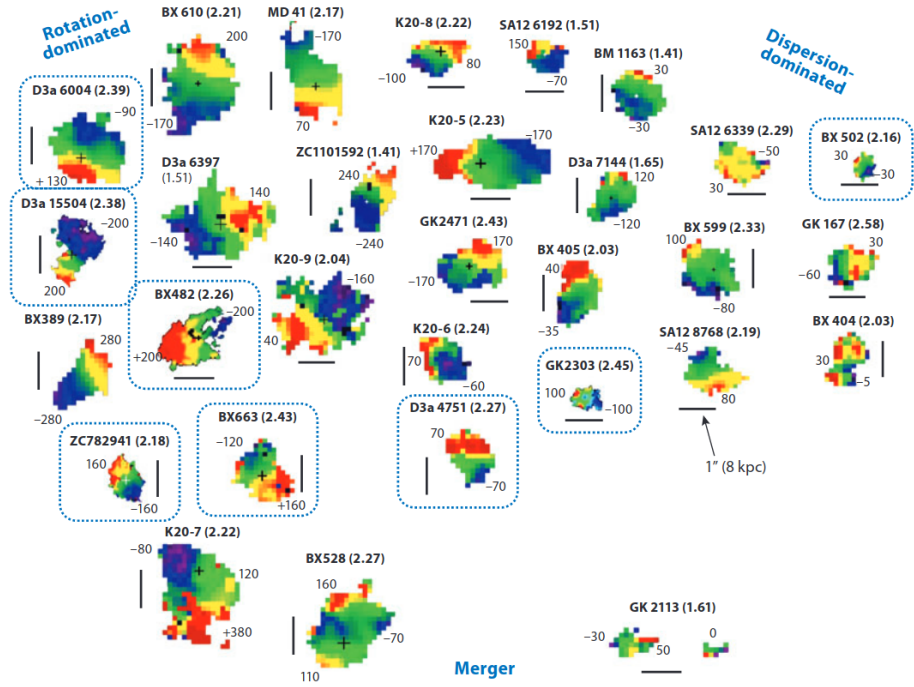 Rotation-
dominated
BX 610 (2.21)
200
−170
MD 41 (2.17)
−170
70
K20-8 (2.22)
−100
80
SA12 6192 (1.51)
150
−70
BM 1163 (1.41)
30
−30
Dispersion-
dominated
D3a 6004 (2.39)
−90
+130
D3a 6397
(1.51)
140
−140
ZC1101592 (1.41)
240
−240
K20-5 (2.23)
+170
−170
D3a 7144 (1.65)
120
−120
SA12 6339 (2.29)
−50
30
BX 502 (2.16)
30
−30
D3a 15504 (2.38)
−200
200
GK2471 (2.43)
170
−170
BX 405 (2.03)
40
−35
BX 599 (2.33)
100
−80
GK 167 (2.58)
30
−60
K20-9 (2.04)
−160
40
BX482 (2.26)
−200
+200
BX389 (2.17)
280
−280
K20-6 (2.24)
70
−60
GK2303 (2.45)
100
−100
SA12 8768 (2.19)
−45
80
BX 404 (2.03)
30
−5
ZC782941 (2.18)
160
−160
BX663 (2.43)
−120
+160
D3a 4751 (2.27)
70
−70
1" (8 kpc)
K20-7 (2.22)
−80
120
+380
BX528 (2.27)
160
−70
110
Merger
GK 2113 (1.61)
−30
50
0